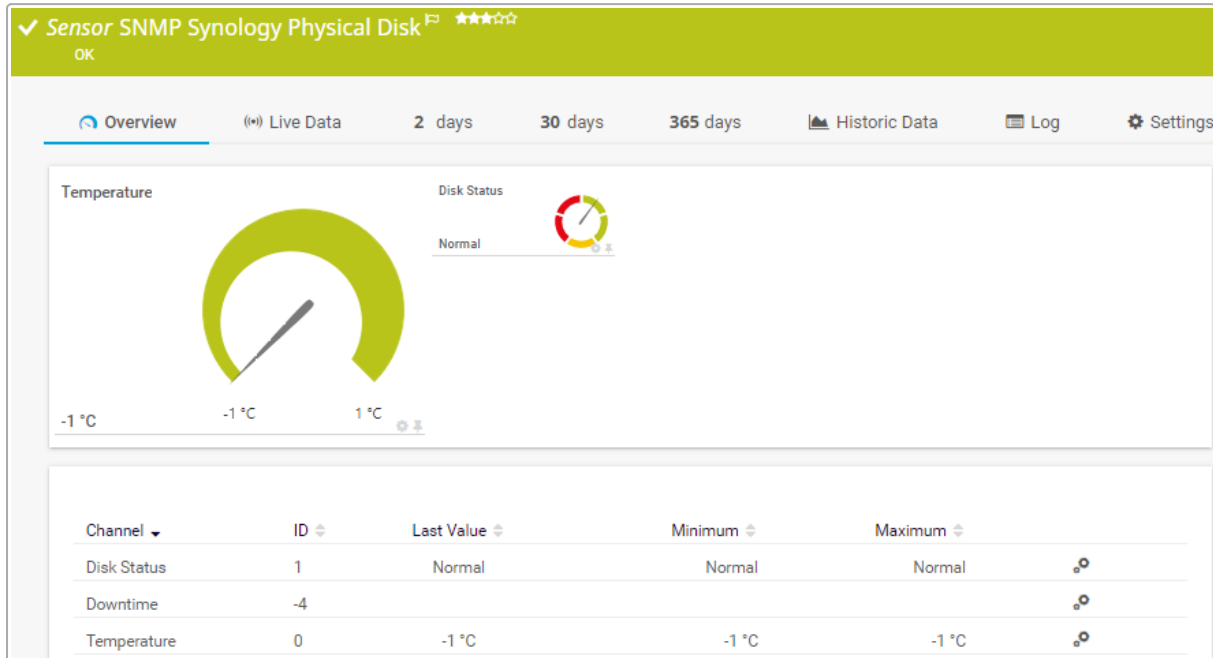 Sensor SNMP Synology Physical Disk
OK
Overview Live Data 2 days 30 days 365 days Historic Data Log Settings
Temperature
-1 °C
-1 °C 1 °C
Disk Status
Normal
Channel ID Last Value Minimum Maximum
Disk Status 1 Normal Normal Normal
Downtime -4
Temperature 0 -1 °C -1 °C -1 °C